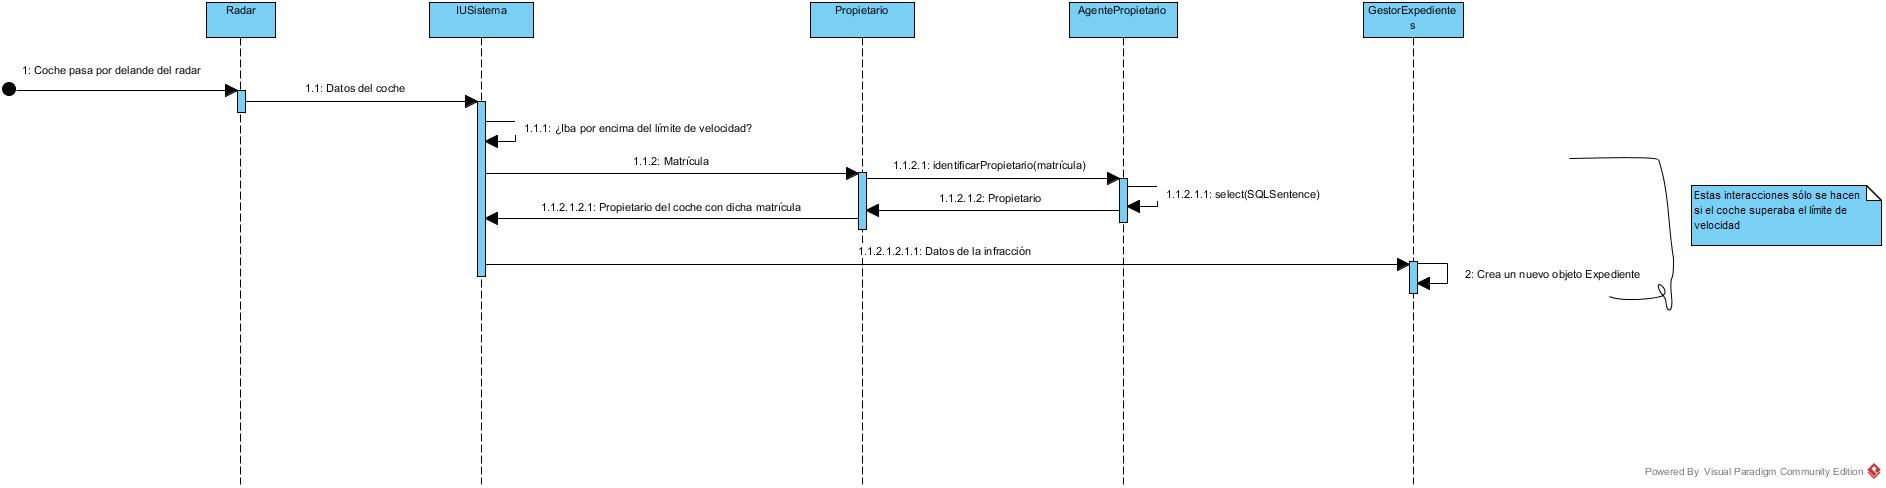 Radar
IUSistema
Propietario
AgentePropietario
GestorExpediente
s
1: Coche pasa por delande del radar
1.1: Datos del coche
1.1.1: ¿Iba por encima del límite de velocidad?
1.1.2: Matrícula
1.1.2.1: identificarPropietario(matrícula)
1.1.2.1.1: select(SQLSentence)
1.1.2.1.2: Propietario
1.1.2.1.2.1: Propietario del coche con dicha matrícula
1.1.2.1.2.1.1: Datos de la infracción
2: Crea un nuevo objeto Expediente
Estas interacciones sólo se hacen
si el coche superaba el límite de
velocidad
Powered By Visual Paradigm Community Edition